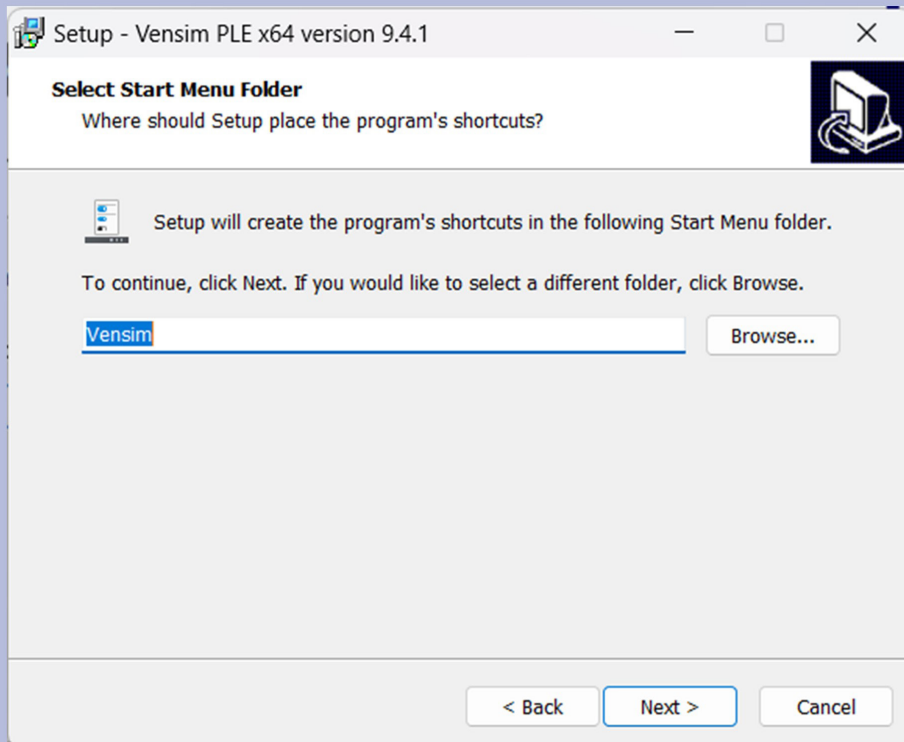 Setup - Vensim PLE x64 version 9.4.1
Select Start Menu Folder
Where should Setup place the program's shortcuts?
Setup will create the program's shortcuts in the following Start Menu folder.
To continue, click Next. If you would like to select a different folder, click Browse.
Vensim
Browse...
< Back
Next >
Cancel